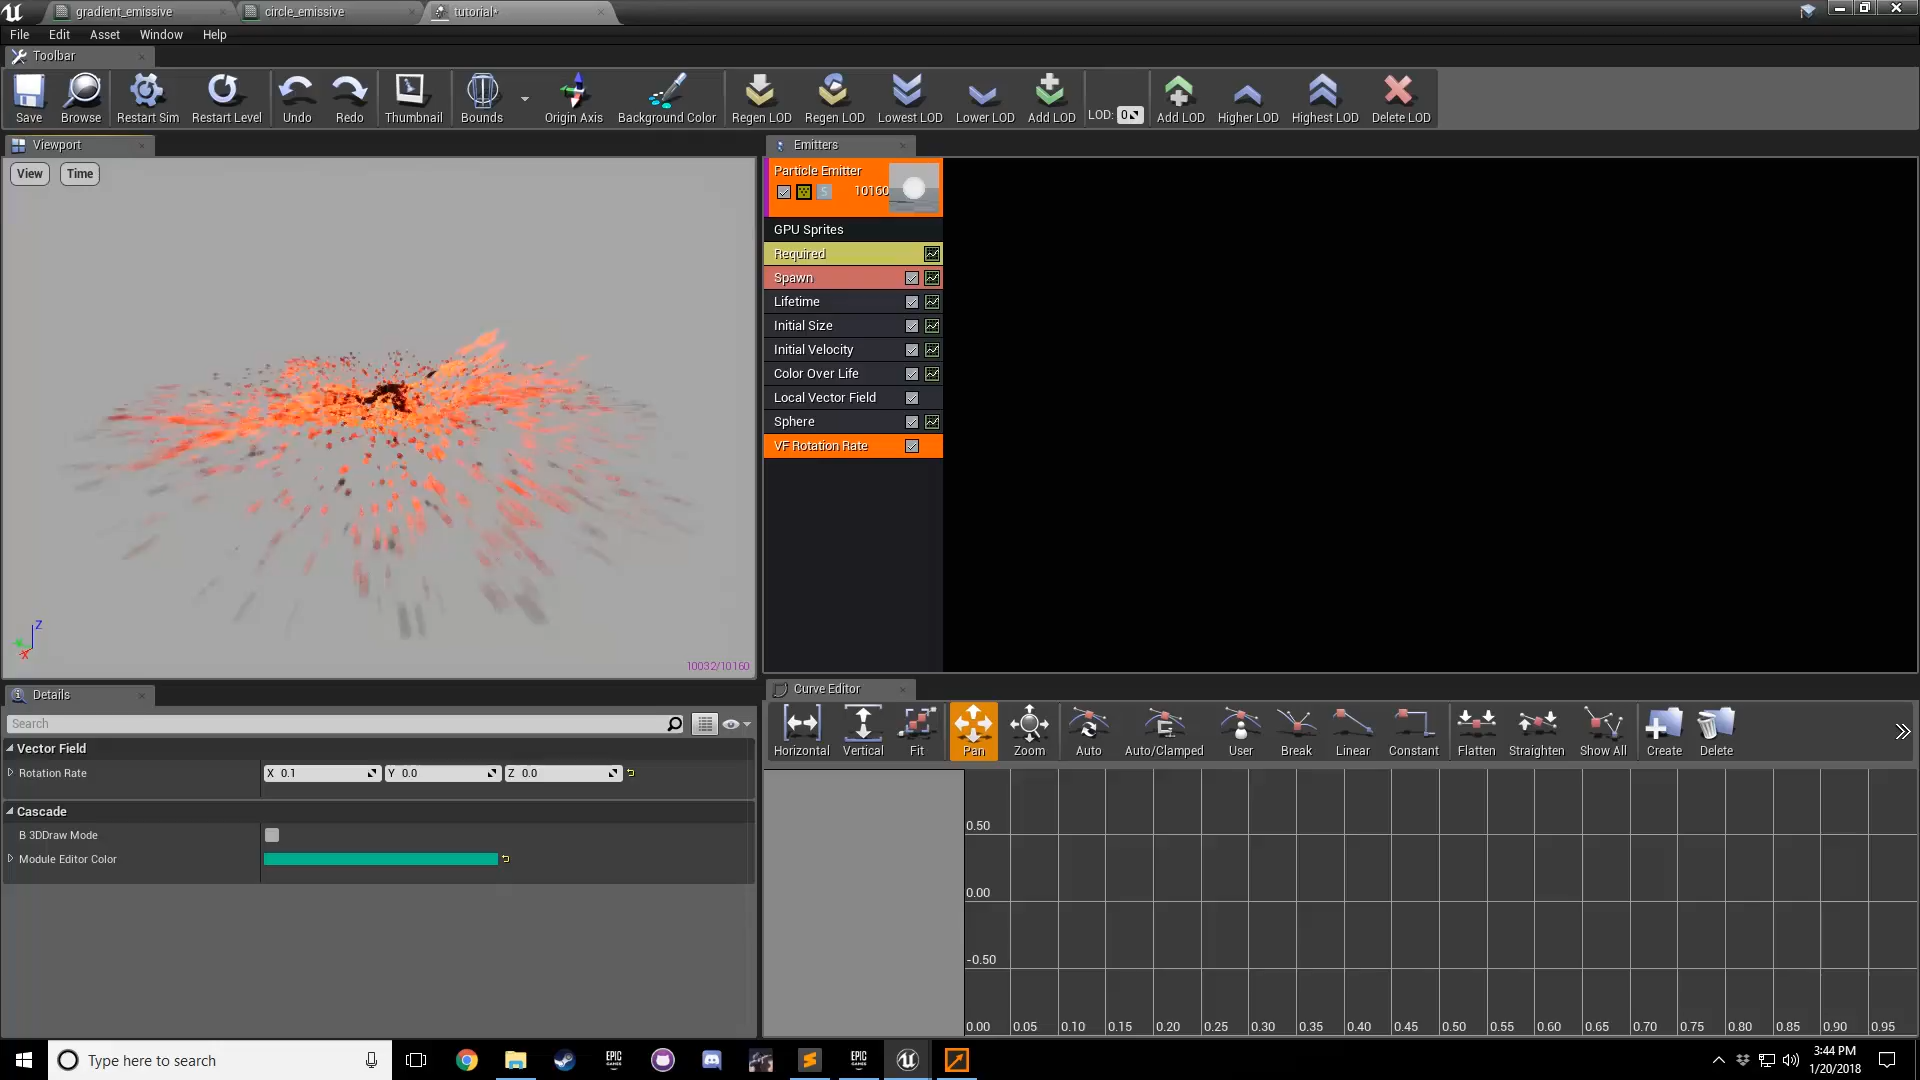 gradient_emissive
circle_emissive
tutorial*
File Edit Asset Window Help
Toolbar
Save Browse Restart Sim Restart Level Undo Redo Thumbnail Bounds Origin Axis Background Color Regen LOD Regen LOD Lowest LOD Lower LOD Add LOD LOD: 0 Add LOD Higher LOD Highest LOD Delete LOD
Viewport
View Time
Z
X
10032/10160
Emitters
Particle Emitter
S 10160
GPU Sprites
Required
Spawn
Lifetime
Initial Size
Initial Velocity
Color Over Life
Local Vector Field
Sphere
VF Rotation Rate
Details
Search
Vector Field
Rotation Rate X 0.1 Y 0.0 Z 0.0
Cascade
B 3DDraw Mode
Module Editor Color
Curve Editor
Horizontal Vertical Fit Pan Zoom Auto Auto/Clamped User Break Linear Constant Flatten Straighten Show All Create Delete
0.50
0.00
-0.50
0.00 0.05 0.10 0.15 0.20 0.25 0.30 0.35 0.40 0.45 0.50 0.55 0.60 0.65 0.70 0.75 0.80 0.85 0.90 0.95
Type here to search
EPIC GAMES
EPIC GAMES
3:44 PM
1/20/2018